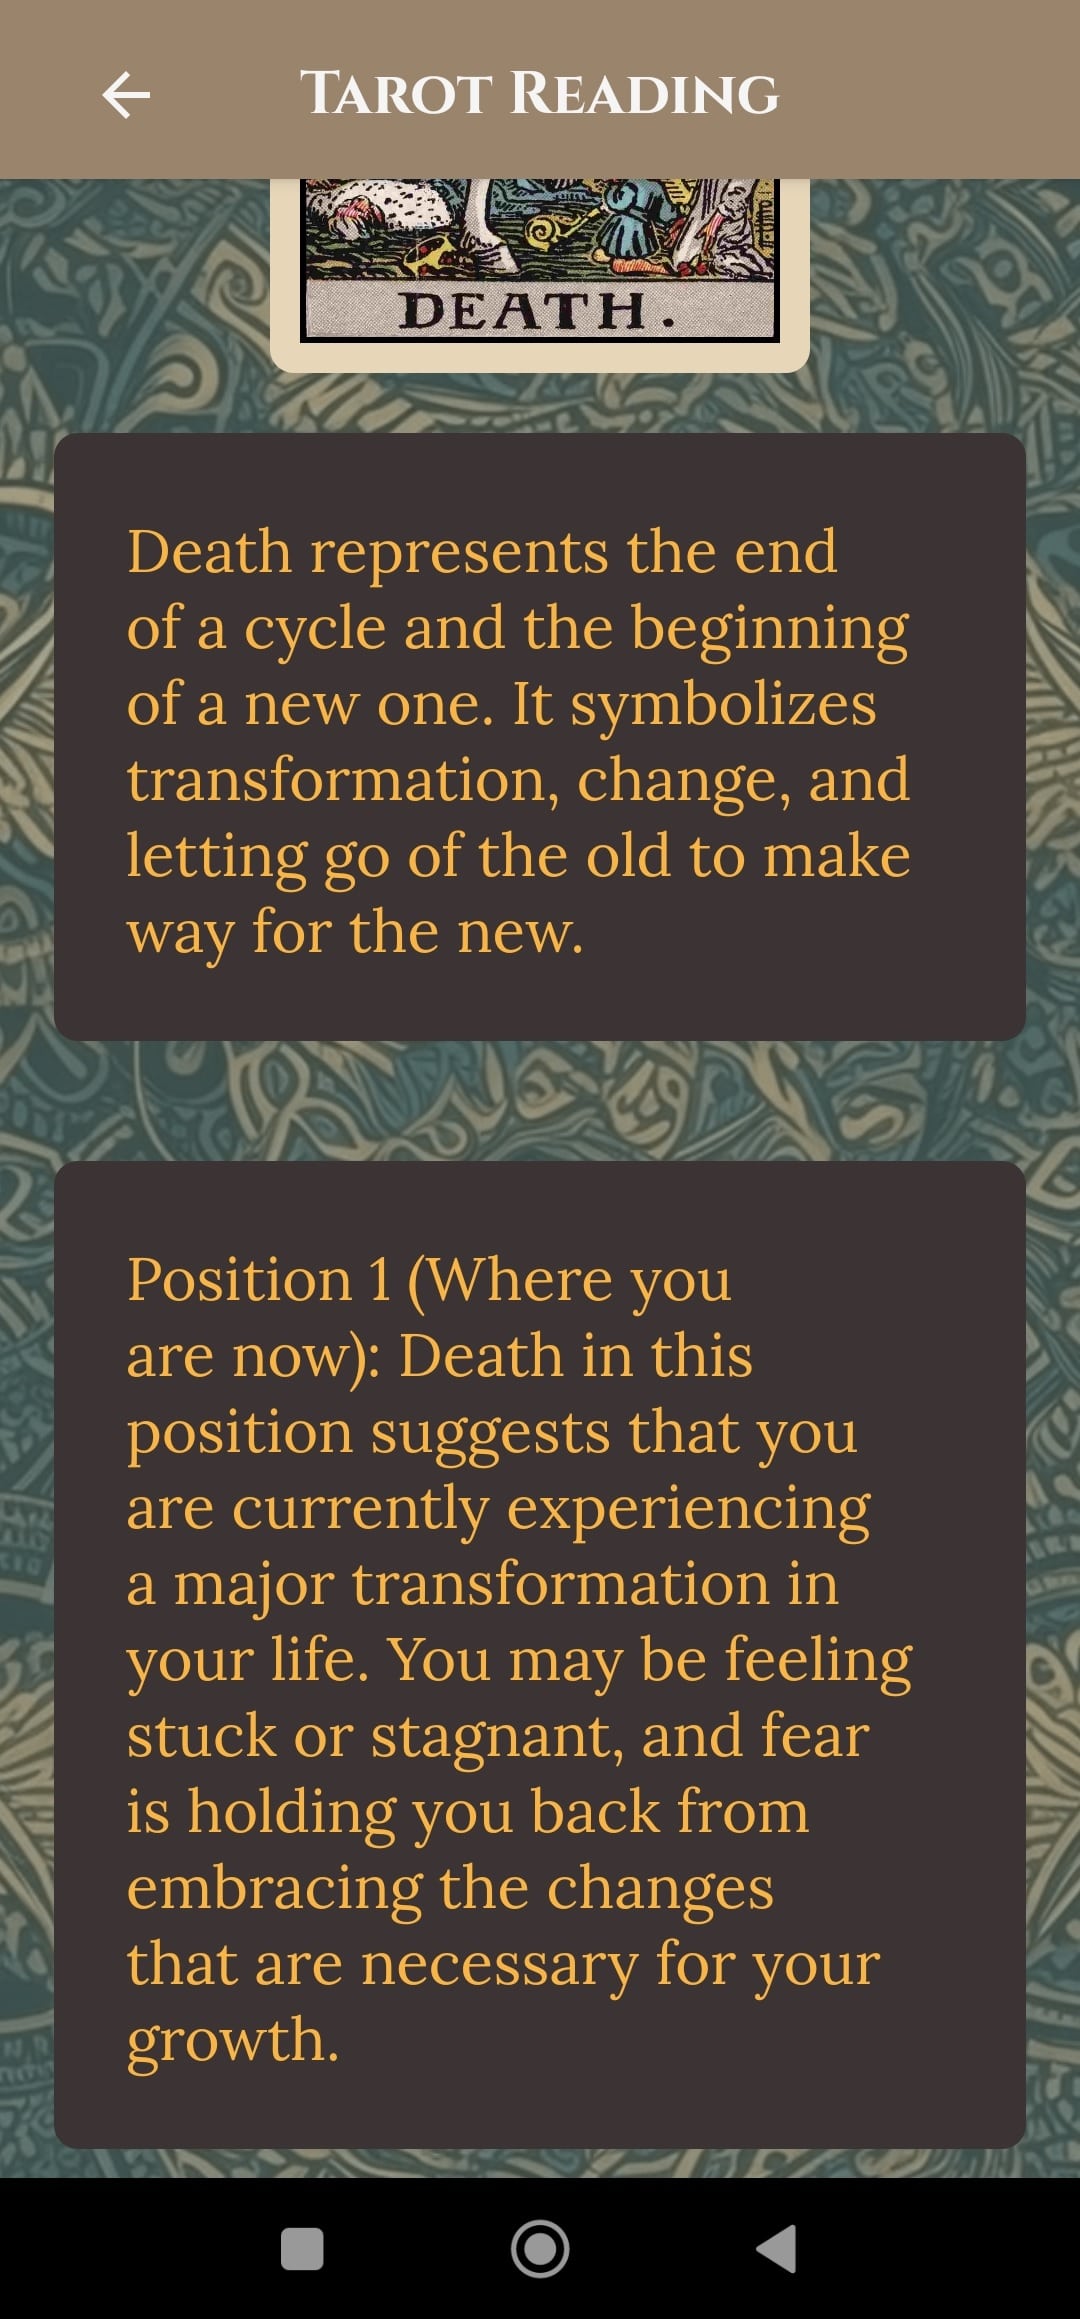 Tarot Reading
DEATH.
Death represents the end
of a cycle and the beginning
of a new one. It symbolizes
transformation, change, and
letting go of the old to make
way for the new.
Position 1 (Where you
are now): Death in this
position suggests that you
are currently experiencing
a major transformation in
your life. You may be feeling
stuck or stagnant, and fear
is holding you back from
embracing the changes
that are necessary for your
growth.